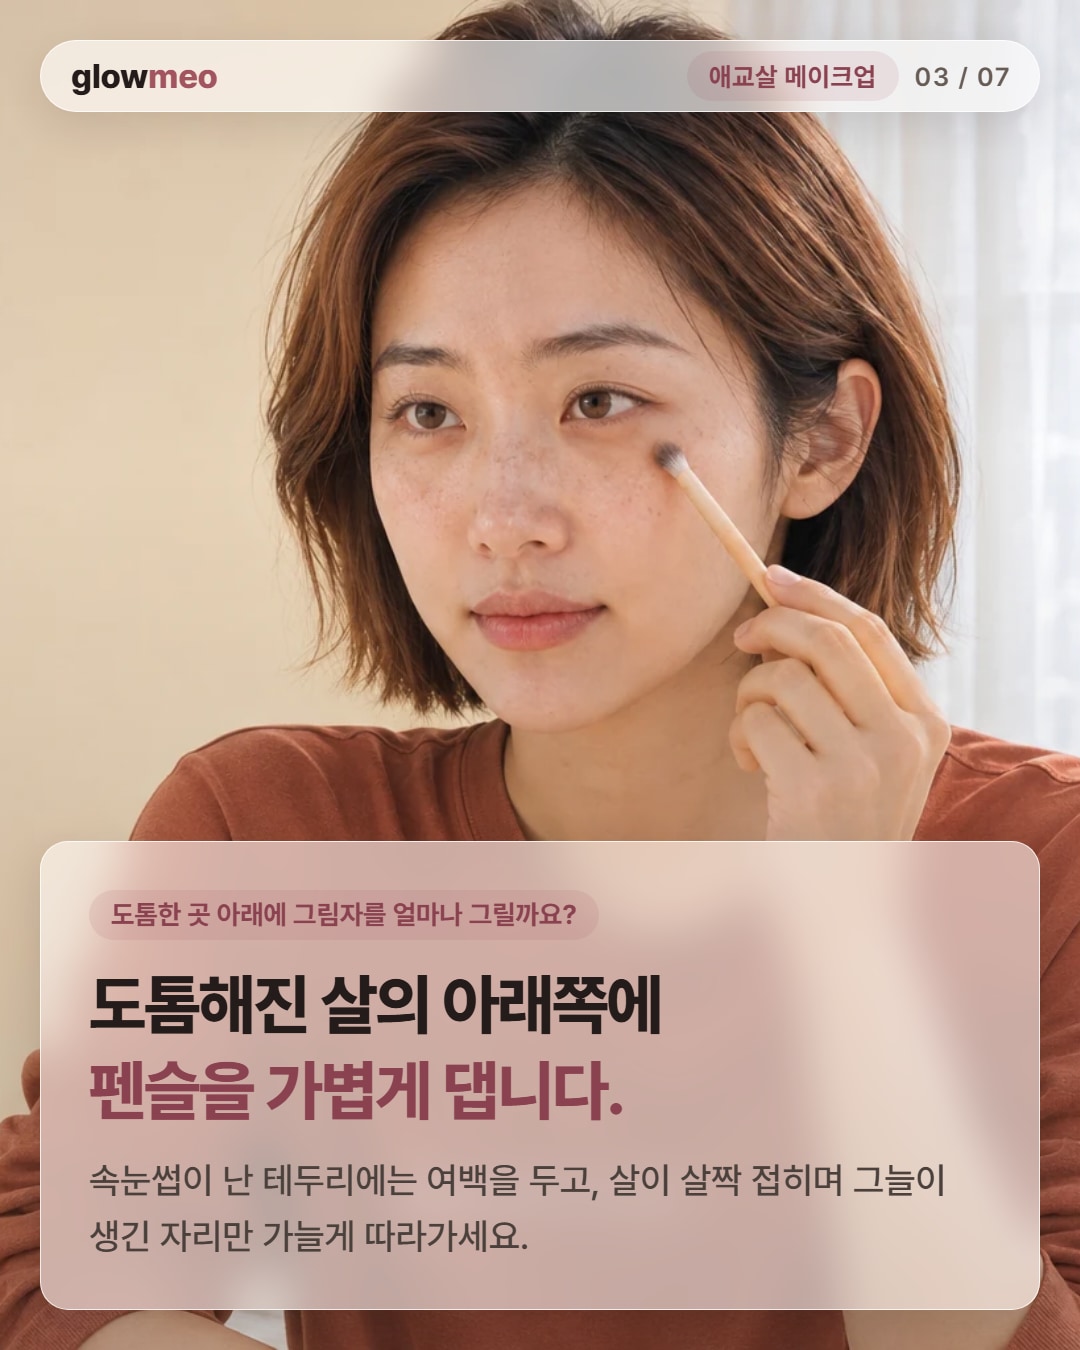 glowmeo
애교살 메이크업
03 / 07
도톰한 곳 아래에 그림자를 얼마나 그릴까요?
도톰해진 살의 아래쪽에
펜슬을 가볍게 댑니다.
속눈썹이 난 테두리에는 여백을 두고, 살이 살짝 접히며 그늘이
생긴 자리만 가늘게 따라가세요.